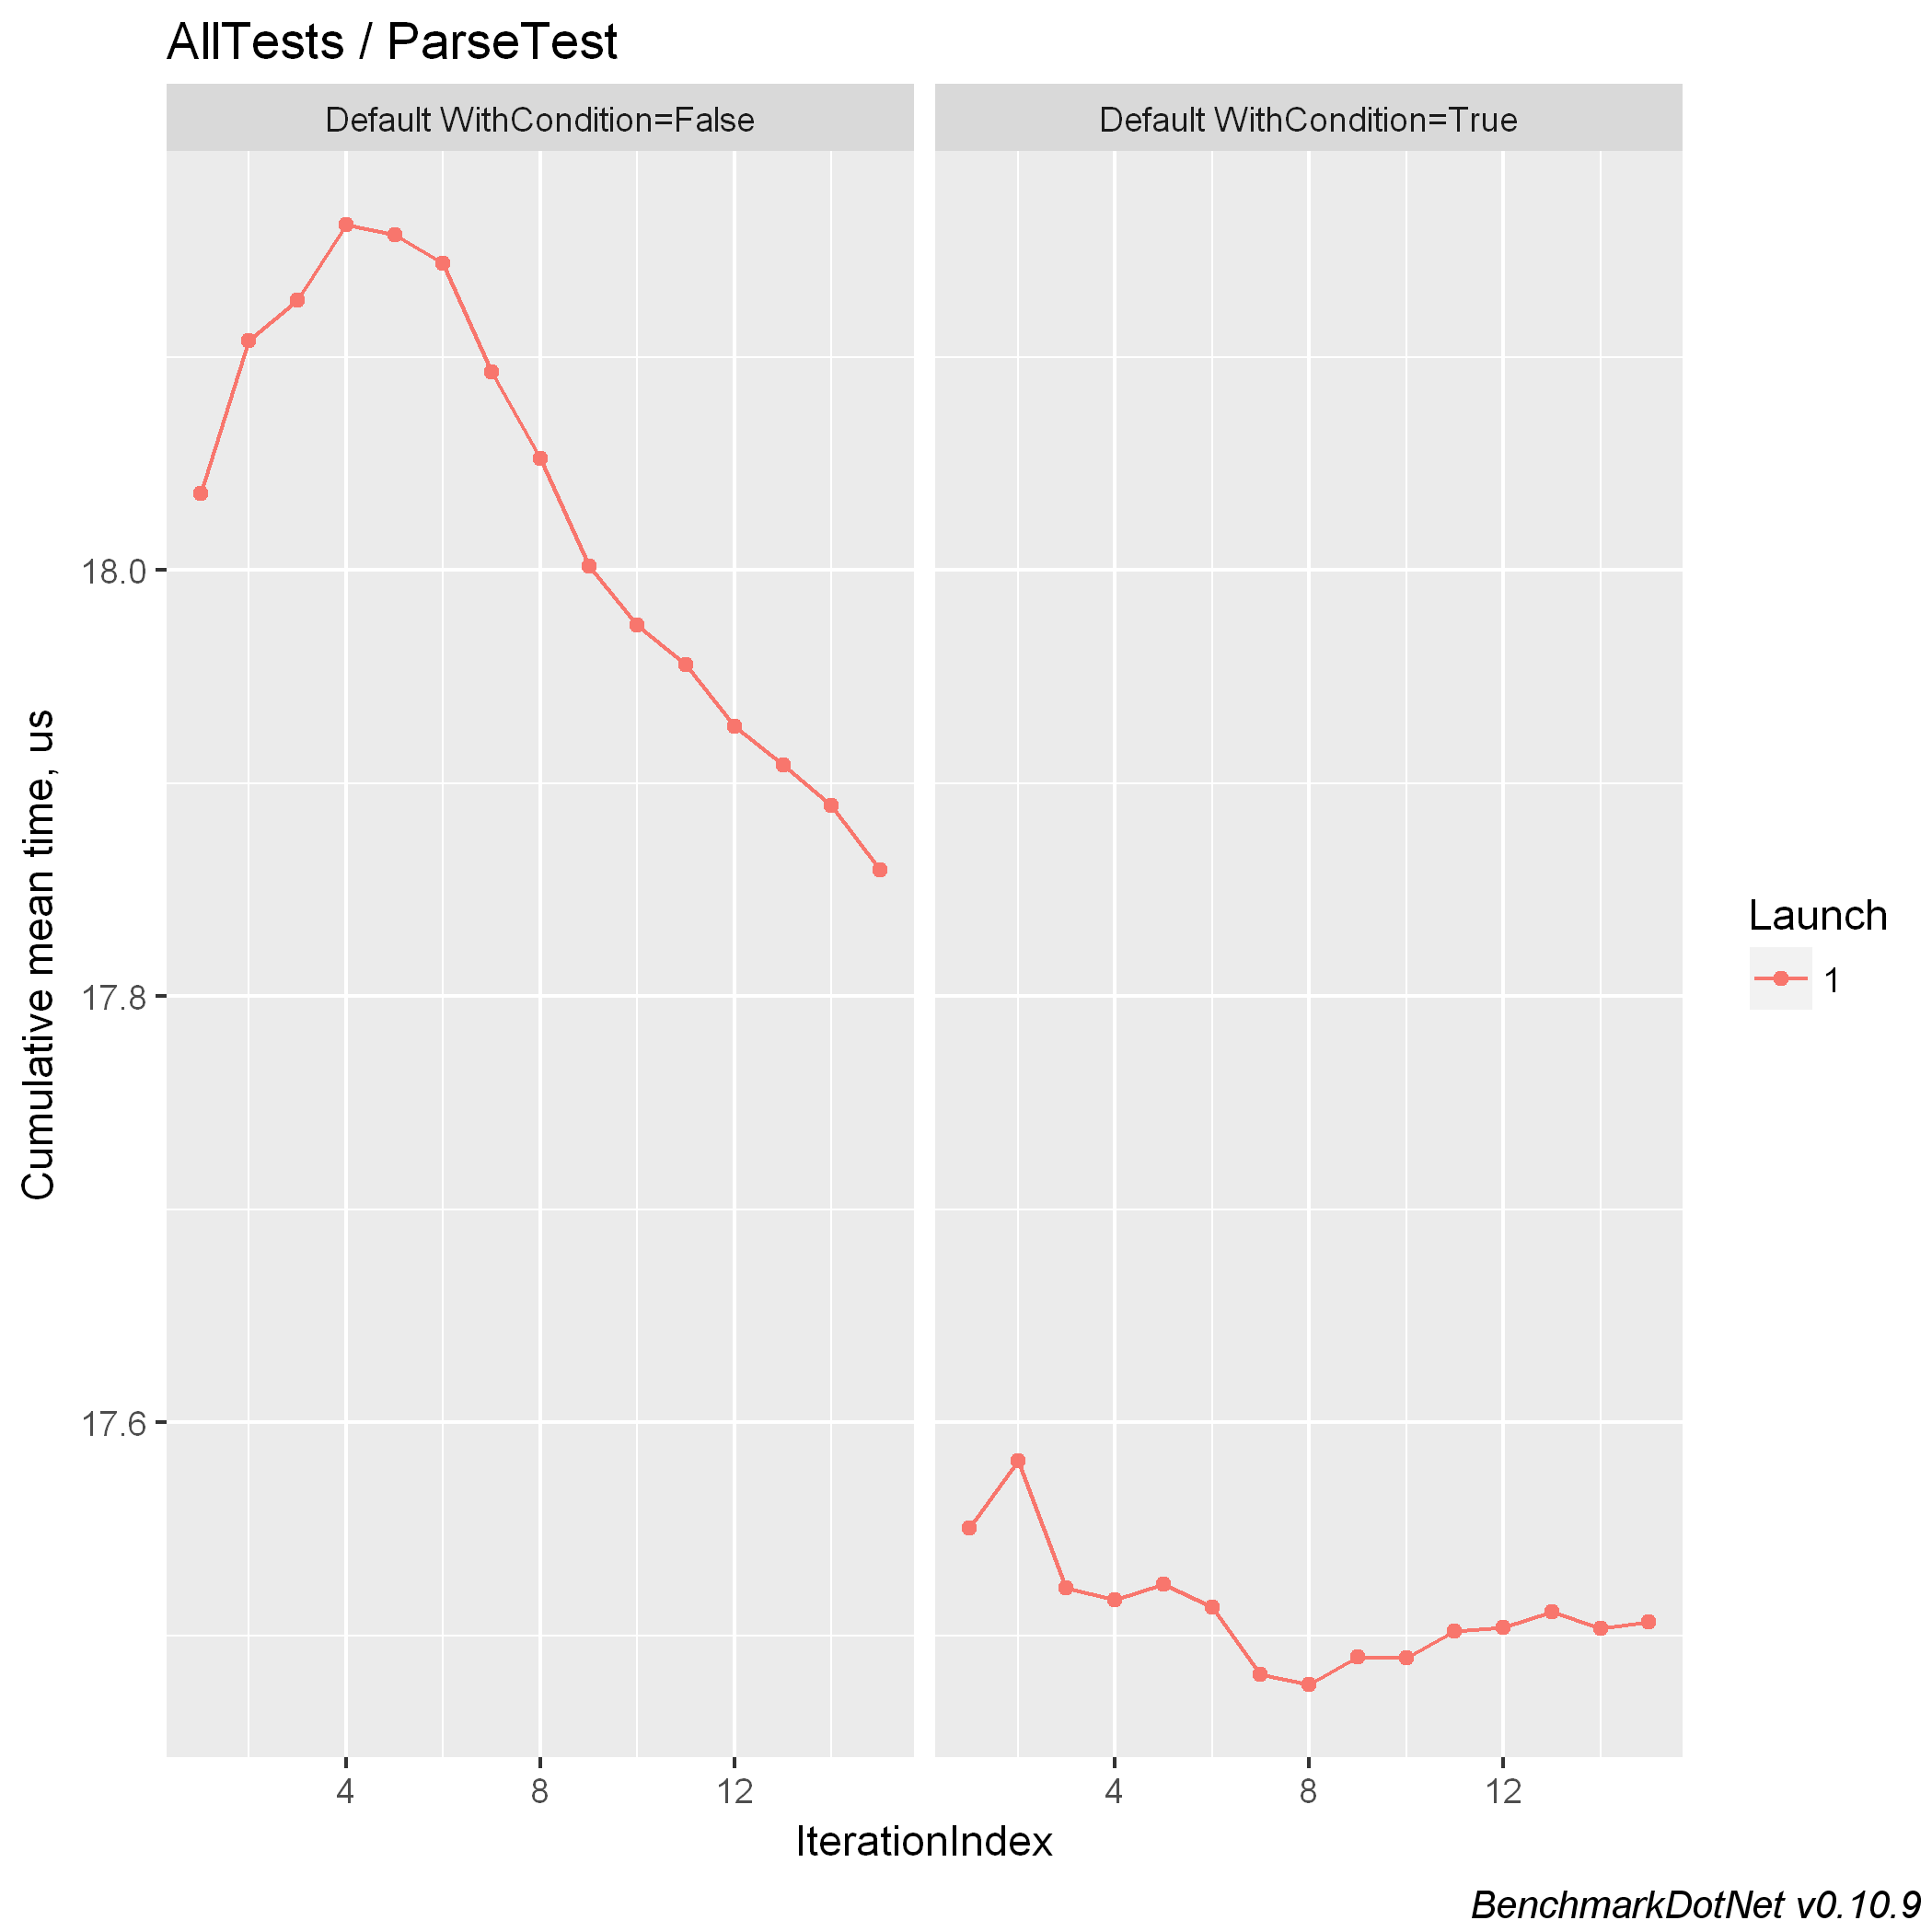 AllTests / ParseTest
Default WithCondition=False
Default WithCondition=True
Cumulative mean time, us
18.0
17.8
17.6
4
8
12
4
8
12
IterationIndex
Launch
1
BenchmarkDotNet v0.10.9